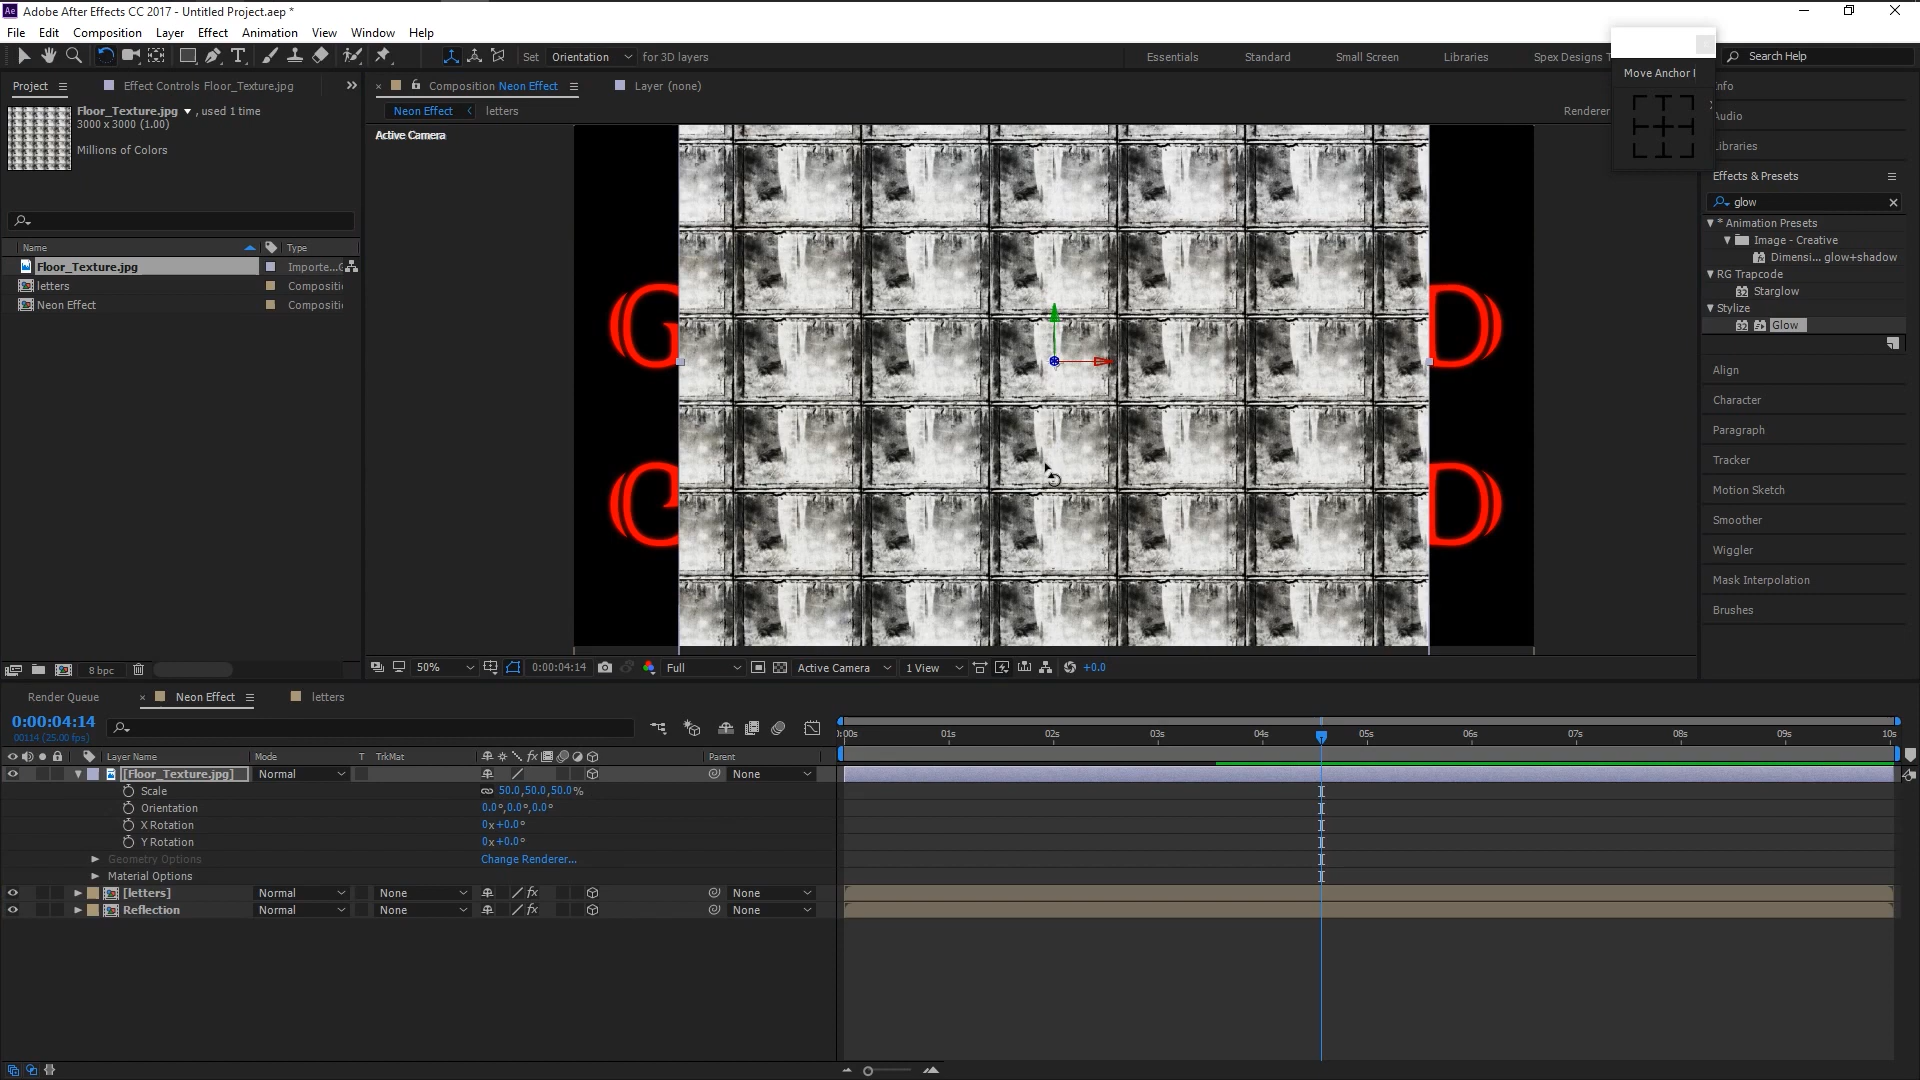 Adobe After Effects CC 2017 - Untitled Project.aep *
File Edit Composition Layer Effect Animation View Window Help
Set Orientation for 3D layers
Essentials Standard Small Screen Libraries Spex Designs T
Search Help
Move Anchor
Project
Effect Controls Floor_Texture.jpg
Composition Neon Effect
Layer (none)
Neon Effect letters
Renderer
Active Camera
Floor_Texture.jpg , used 1 time
3000 x 3000 (1.00)
Millions of Colors
Name Type
Floor_Texture.jpg Importe...
letters Compositi
Neon Effect Compositi
8 bpc
G D
G D
nfo
udio
ibraries
Effects & Presets
glow
* Animation Presets
Image - Creative
Dimensi... glow+shadow
RG Trapcode
Starglow
Stylize
Glow
Align
Character
Paragraph
Tracker
Motion Sketch
Smoother
Wiggler
Mask Interpolation
Brushes
50% 0:00:04:14 Full Active Camera 1 View +0.0
Render Queue Neon Effect letters
0:00:04:14
00114 (25.00 fps)
:00s 01s 02s 03s 04s 05s 06s 07s 08s 09s 10s
Layer Name Mode T TrkMat Parent
[Floor_Texture.jpg] Normal None
Scale 50.0,50.0,50.0%
Orientation 0.0°,0.0°,0.0°
X Rotation 0x+0.0°
Y Rotation 0x+0.0°
Geometry Options Change Renderer...
Material Options
[letters] Normal None fx None
Reflection Normal None fx None